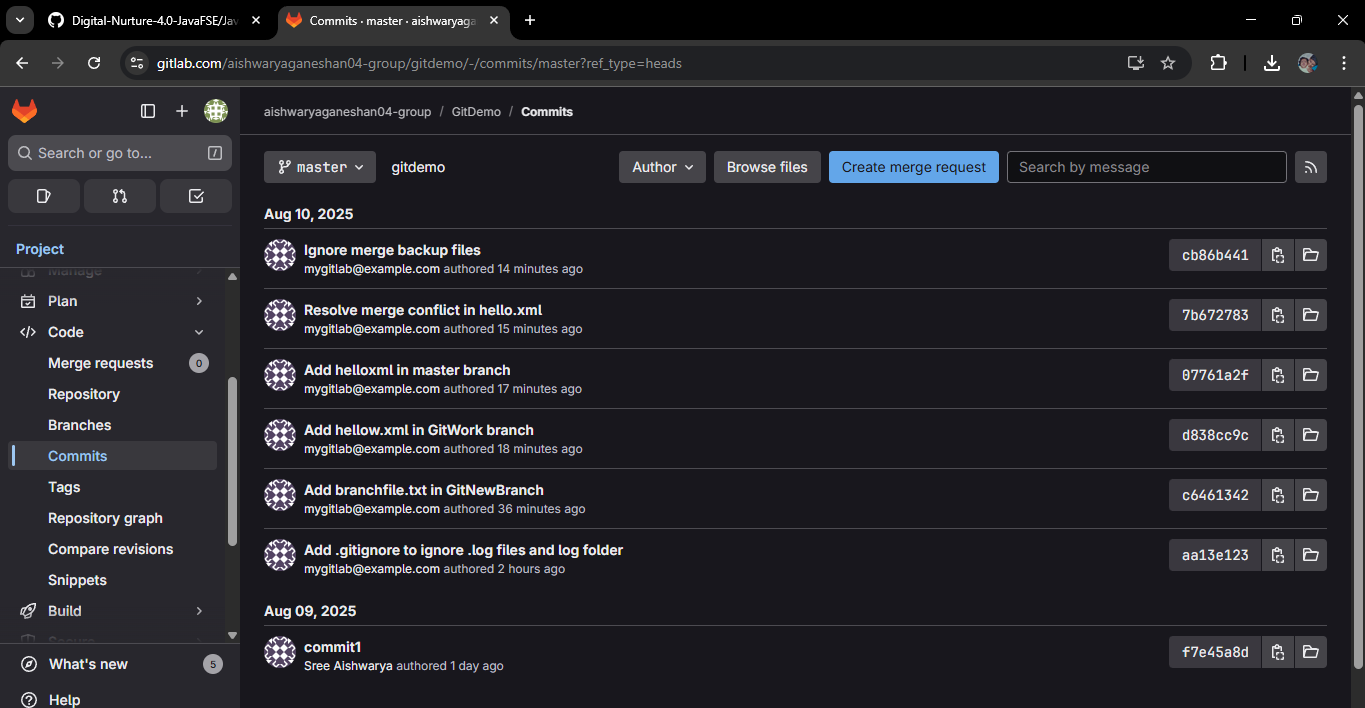 Digital-Nurture-4.0-JavaFSE/Jav
Commits · master · aishwaryaga
gitlab.com/aishwaryaganeshan04-group/gitdemo/-/commits/master?ref_type=heads
Search or go to... /
Project
Manage
Plan
Code
Merge requests 0
Repository
Branches
Commits
Tags
Repository graph
Compare revisions
Snippets
Build
Secure
What's new 5
Help
aishwaryaganeshan04-group / GitDemo / Commits
master gitdemo Author Browse files Create merge request Search by message
Aug 10, 2025
Ignore merge backup files
mygitlab@example.com authored 14 minutes ago
cb86b441
Resolve merge conflict in hello.xml
mygitlab@example.com authored 15 minutes ago
7b672783
Add helloxml in master branch
mygitlab@example.com authored 17 minutes ago
07761a2f
Add hellow.xml in GitWork branch
mygitlab@example.com authored 18 minutes ago
d838cc9c
Add branchfile.txt in GitNewBranch
mygitlab@example.com authored 36 minutes ago
c6461342
Add .gitignore to ignore .log files and log folder
mygitlab@example.com authored 2 hours ago
aa13e123
Aug 09, 2025
commit1
Sree Aishwarya authored 1 day ago
f7e45a8d